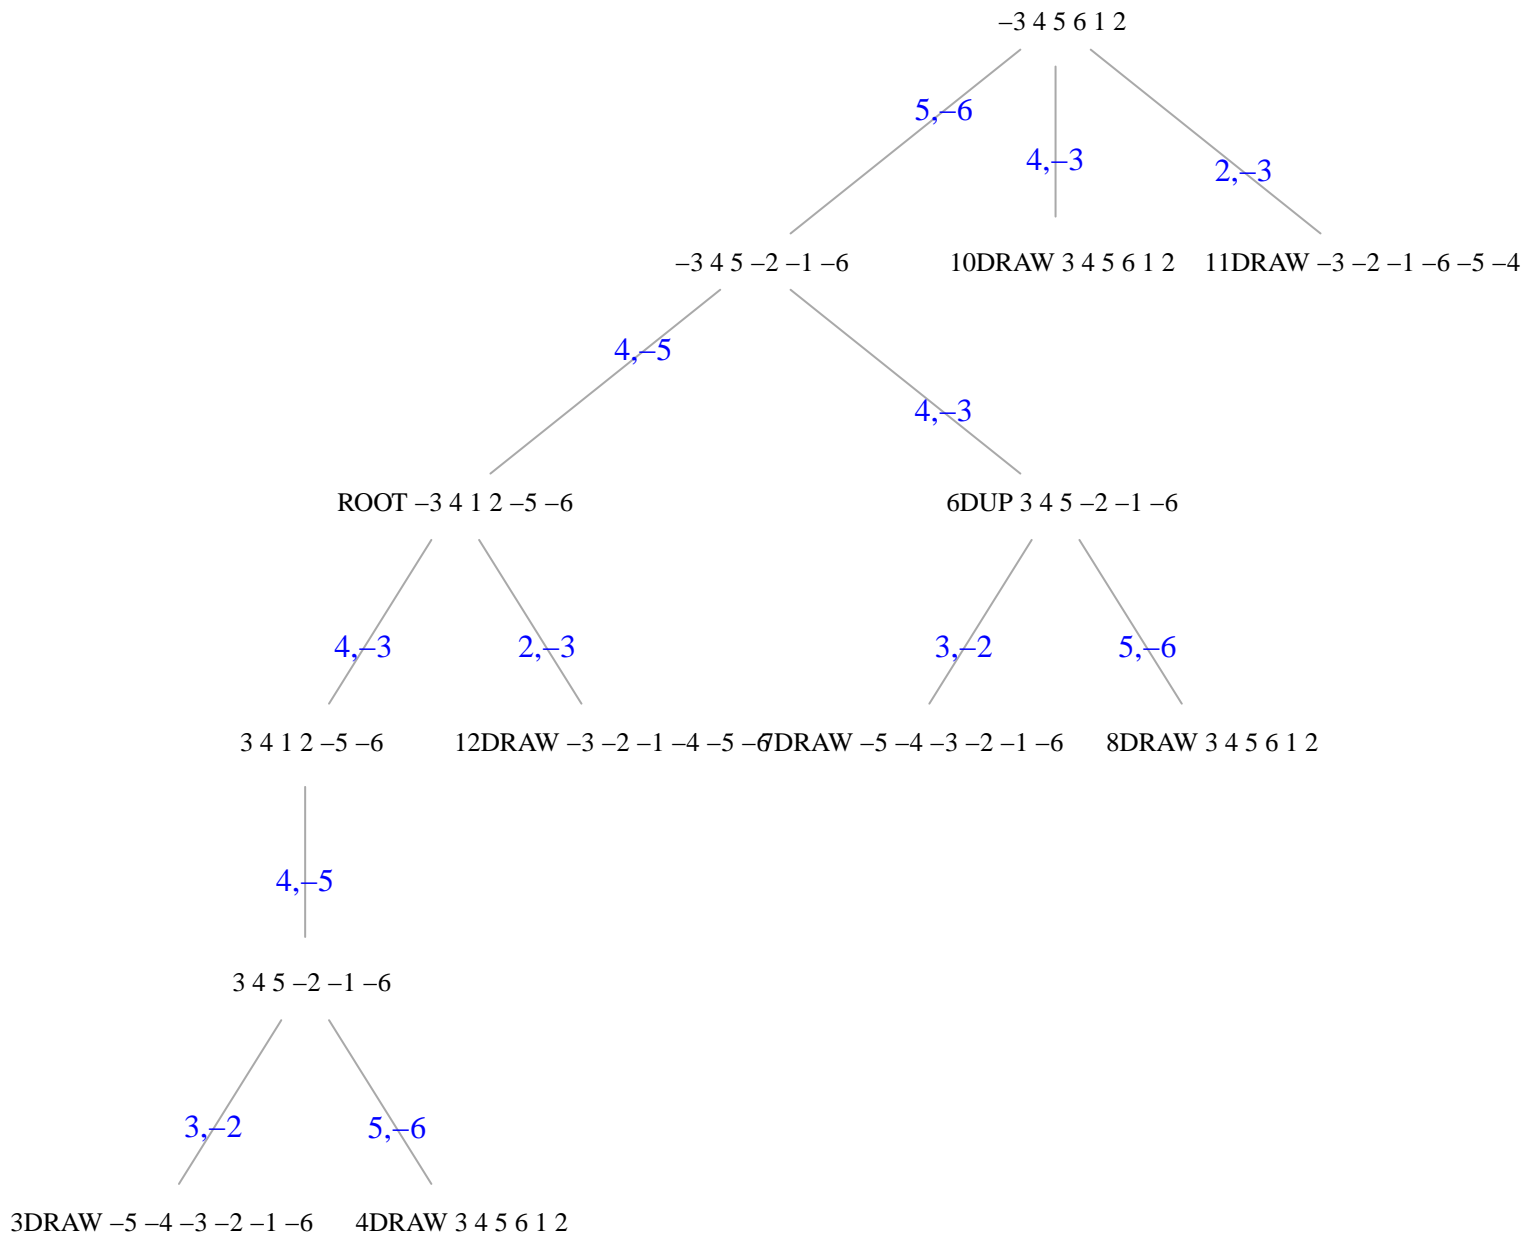 –3 4 5 6 1 2
5,–6
4,–3
2,–3
–3 4 5 –2 –1 –6
10DRAW 3 4 5 6 1 2
11DRAW –3 –2 –1 –6 –5 –4
4,–5
4,–3
ROOT –3 4 1 2 –5 –6
6DUP 3 4 5 –2 –1 –6
4,–3
2,–3
3,–2
5,–6
3 4 1 2 –5 –6
12DRAW –3 –2 –1 –4 –5 –6
7DRAW –5 –4 –3 –2 –1 –6
8DRAW 3 4 5 6 1 2
4,–5
3 4 5 –2 –1 –6
3,–2
5,–6
3DRAW –5 –4 –3 –2 –1 –6
4DRAW 3 4 5 6 1 2